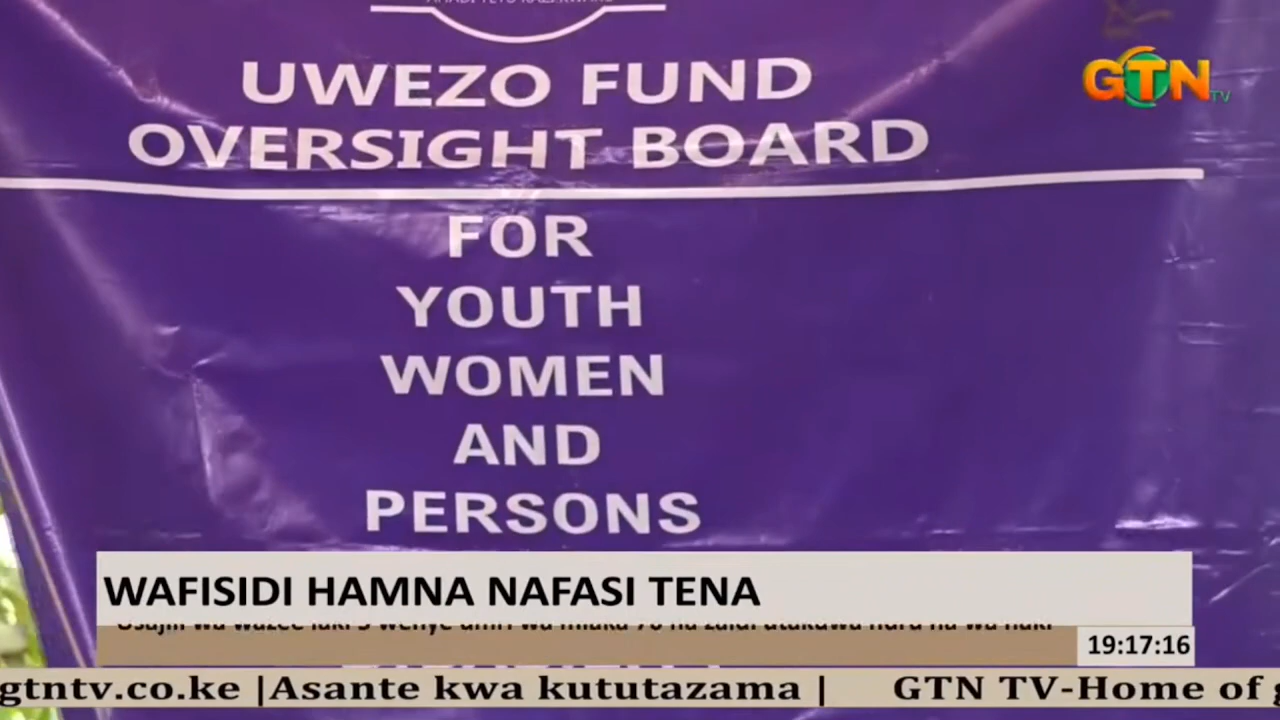 UWEZO FUND
OVERSIGHT BOARD
FOR
YOUTH
WOMEN
AND
PERSONS
GTN TV
WAFISIDI HAMNA NAFASI TENA
19:17:16
gtntv.co.ke |Asante kwa kututazama | GTN TV-Home of